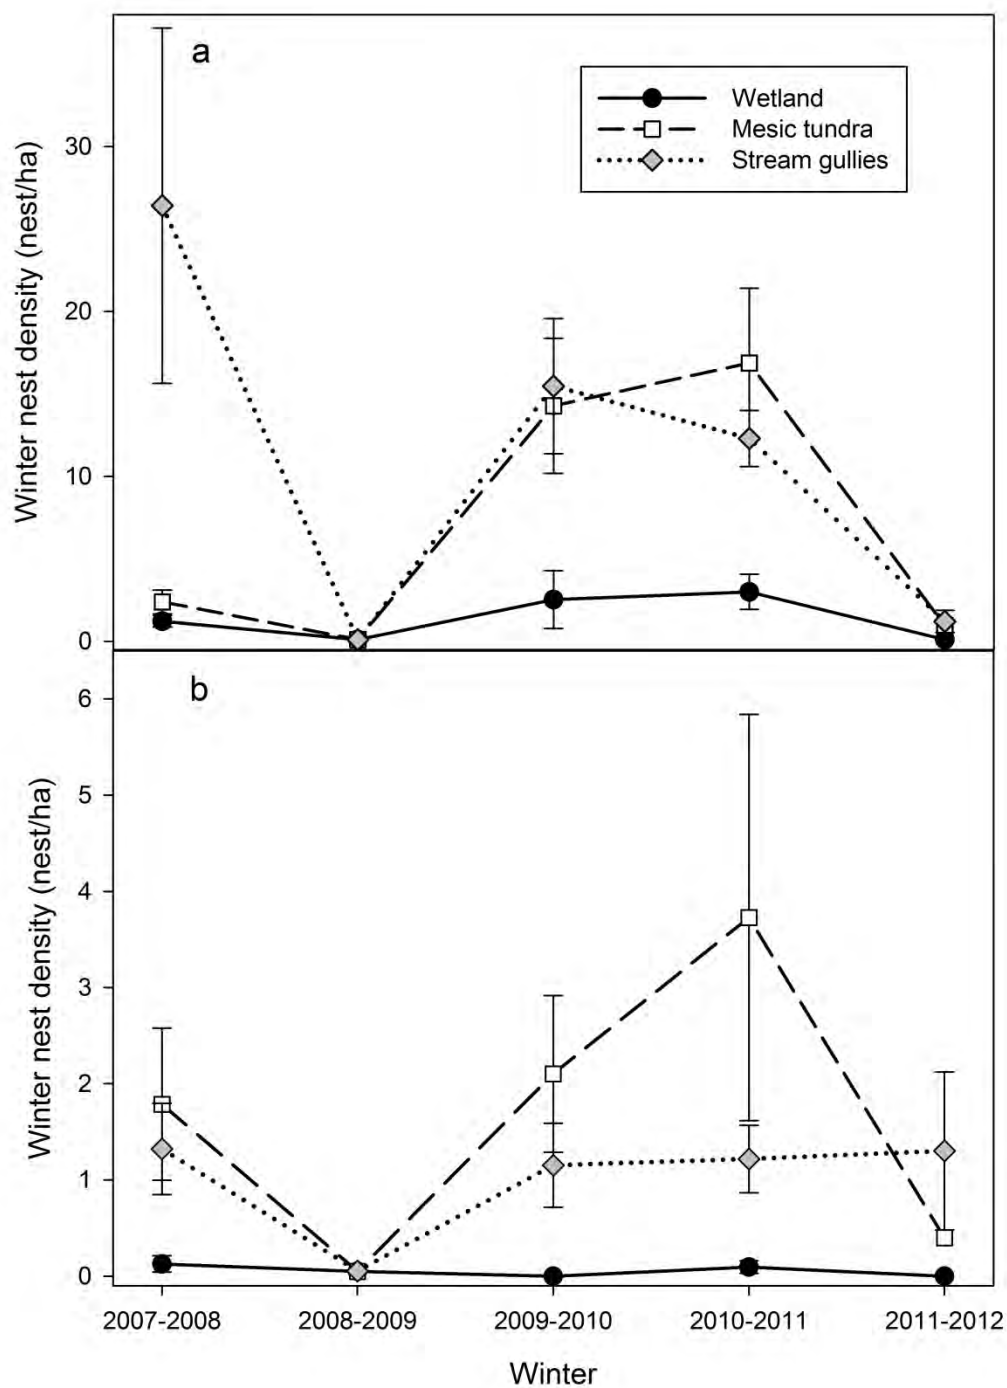 a
Wetland
Mesic tundra
Stream gullies
Winter nest density (nest/ha)
30
20
10
0
b
Winter nest density (nest/ha)
6
5
4
3
2
1
0
2007-2008 2008-2009 2009-2010 2010-2011 2011-2012
Winter